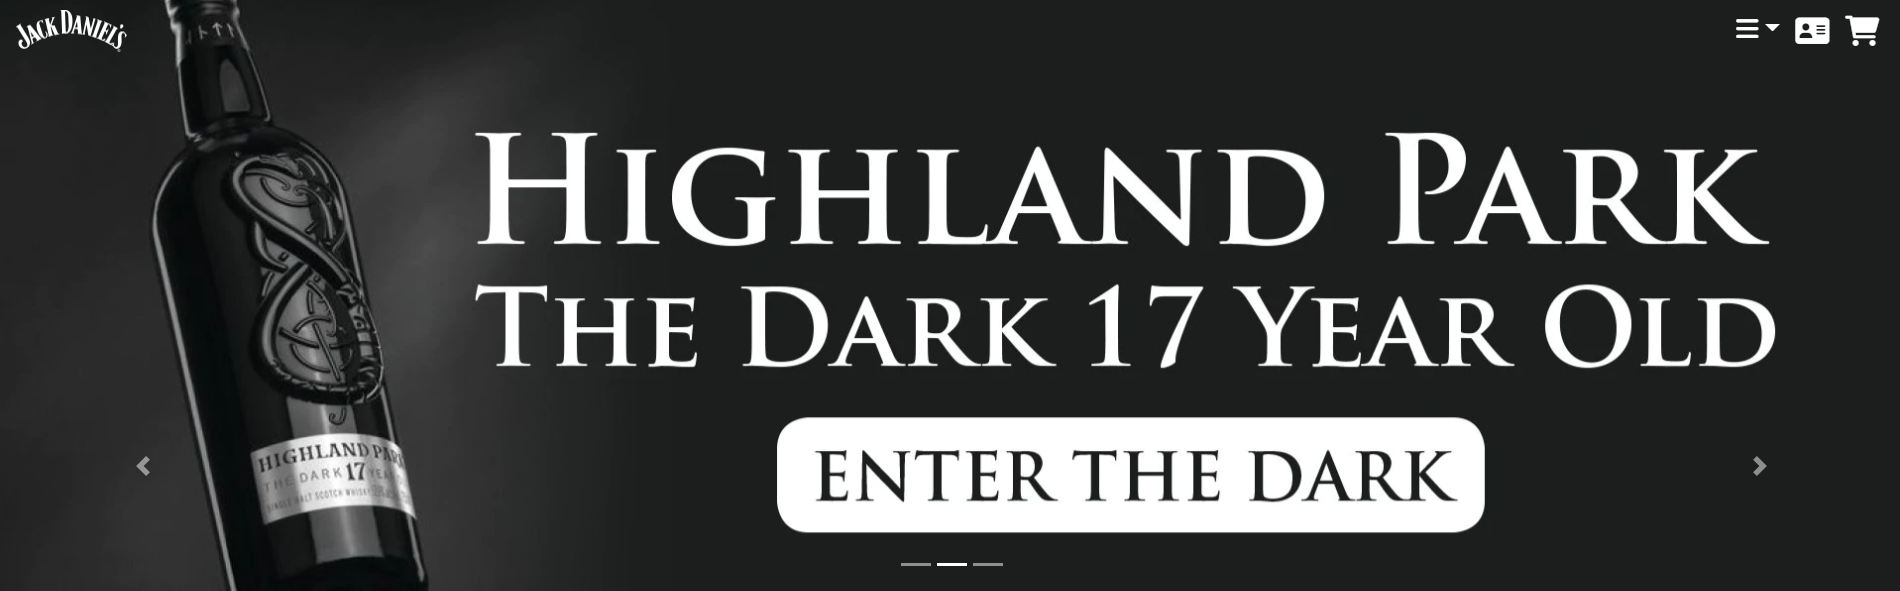 JACK DANIEL'S
HIGHLAND PARK
THE DARK 17 YEAR OLD
ENTER THE DARK
HIGHLAND PARK
THE DARK 17 YEAR
SINGLE MALT SCOTCH WHISKY